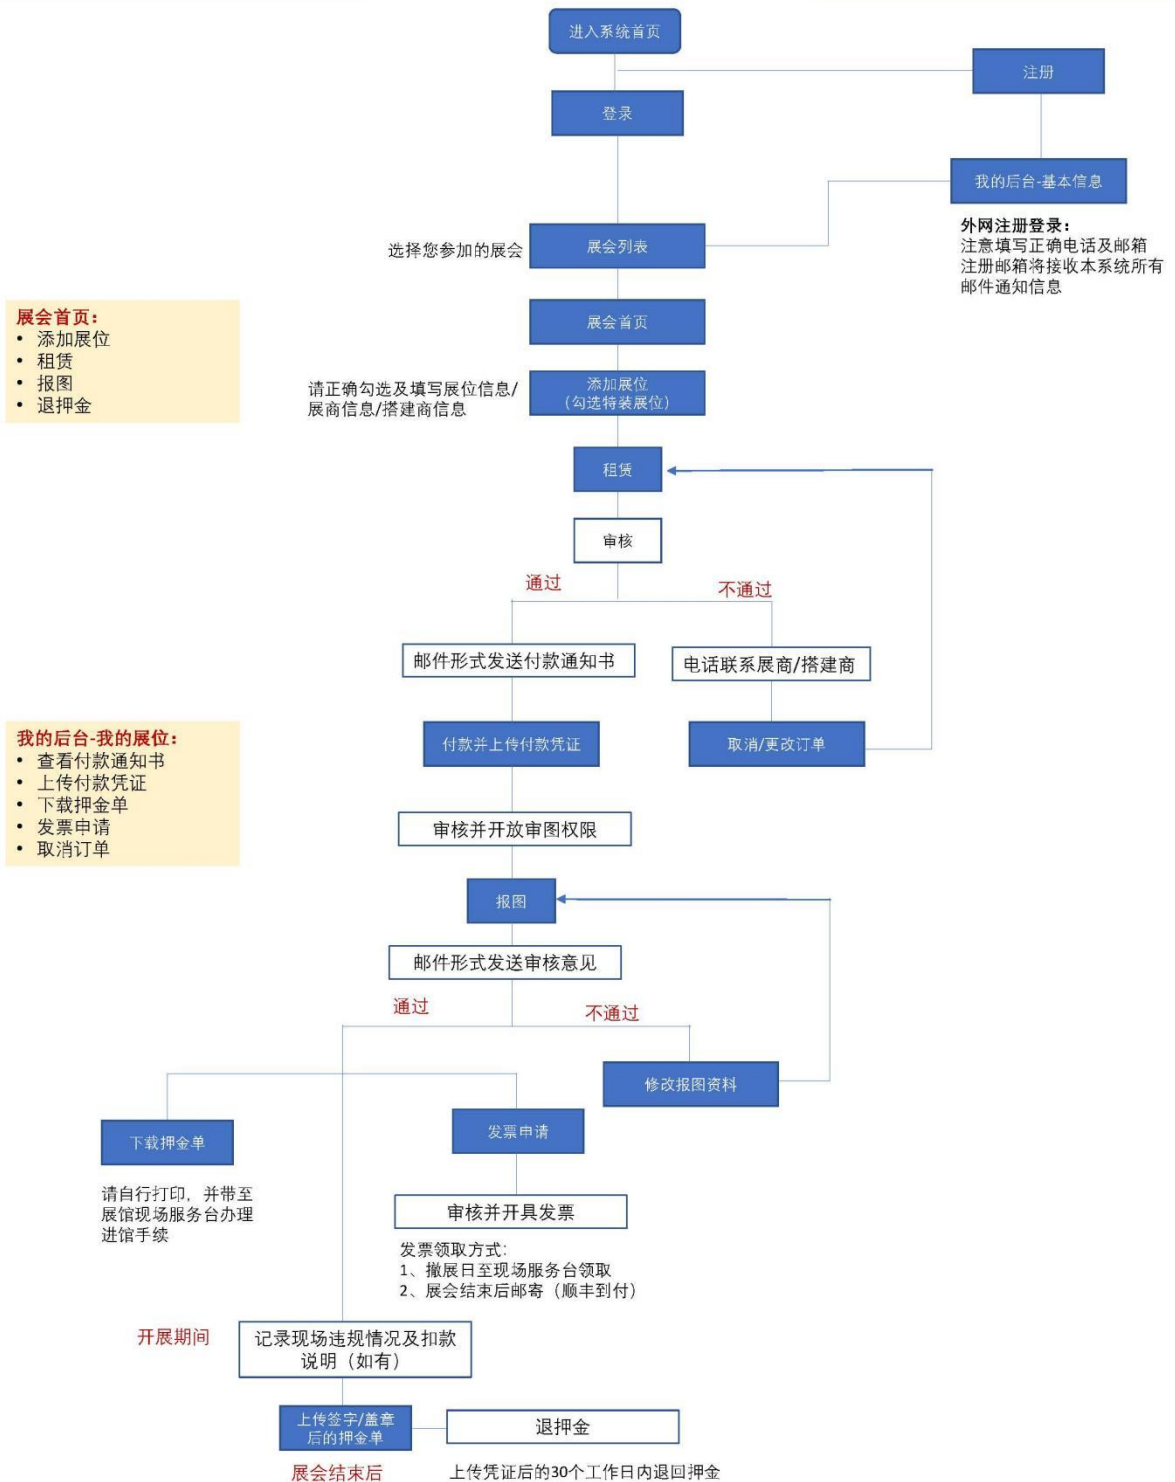 进入系统首页
注册
登录
我的后台-基本信息
外网注册登录：
注意填写正确电话及邮箱
注册邮箱将接收本系统所有
邮件通知信息
选择您参加的展会
展会列表
展会首页
展会首页：
• 添加展位
• 租赁
• 报图
• 退押金
请正确勾选及填写展位信息/
展商信息/搭建商信息
添加展位
（勾选特装展位）
租赁
审核
通过
不通过
邮件形式发送付款通知书
电话联系展商/搭建商
我的后台-我的展位：
• 查看付款通知书
• 上传付款凭证
• 下载押金单
• 发票申请
• 取消订单
付款并上传付款凭证
取消/更改订单
审核并开放审图权限
报图
邮件形式发送审核意见
通过
不通过
修改报图资料
下载押金单
发票申请
请自行打印，并带至
展馆现场服务台办理
进馆手续
审核并开具发票
发票领取方式：
1、撤展日至现场服务台领取
2、展会结束后邮寄（顺丰到付）
开展期间
记录现场违规情况及扣款
说明（如有）
上传签字/盖章
后的押金单
退押金
展会结束后
上传凭证后的30个工作日内退回押金